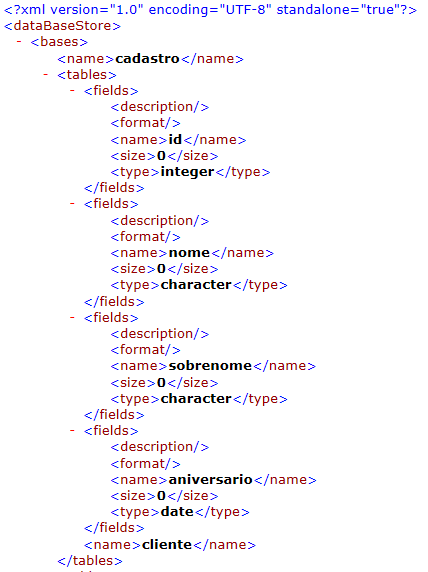 <?xml version="1.0" encoding="UTF-8" standalone="true"?>
<dataBaseStore>
- <bases>
<name>cadastro</name>
- <tables>
- <fields>
<description/>
<format/>
<name>id</name>
<size>0</size>
<type>integer</type>
</fields>
- <fields>
<description/>
<format/>
<name>nome</name>
<size>0</size>
<type>character</type>
</fields>
- <fields>
<description/>
<format/>
<name>sobrenome</name>
<size>0</size>
<type>character</type>
</fields>
- <fields>
<description/>
<format/>
<name>aniversario</name>
<size>0</size>
<type>date</type>
</fields>
<name>cliente</name>
</tables>